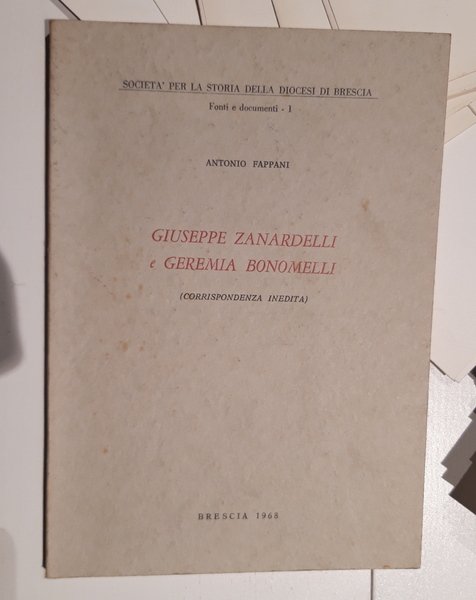 SOCIETA' PER LA STORIA DELLA DIOCESI DI BRESCIA
Fonti e documenti - 1
ANTONIO FAPPANI
GIUSEPPE ZANARDELLI
e GEREMIA BONOMELLI
(CORRISPONDENZA INEDITA)
BRESCIA 1968